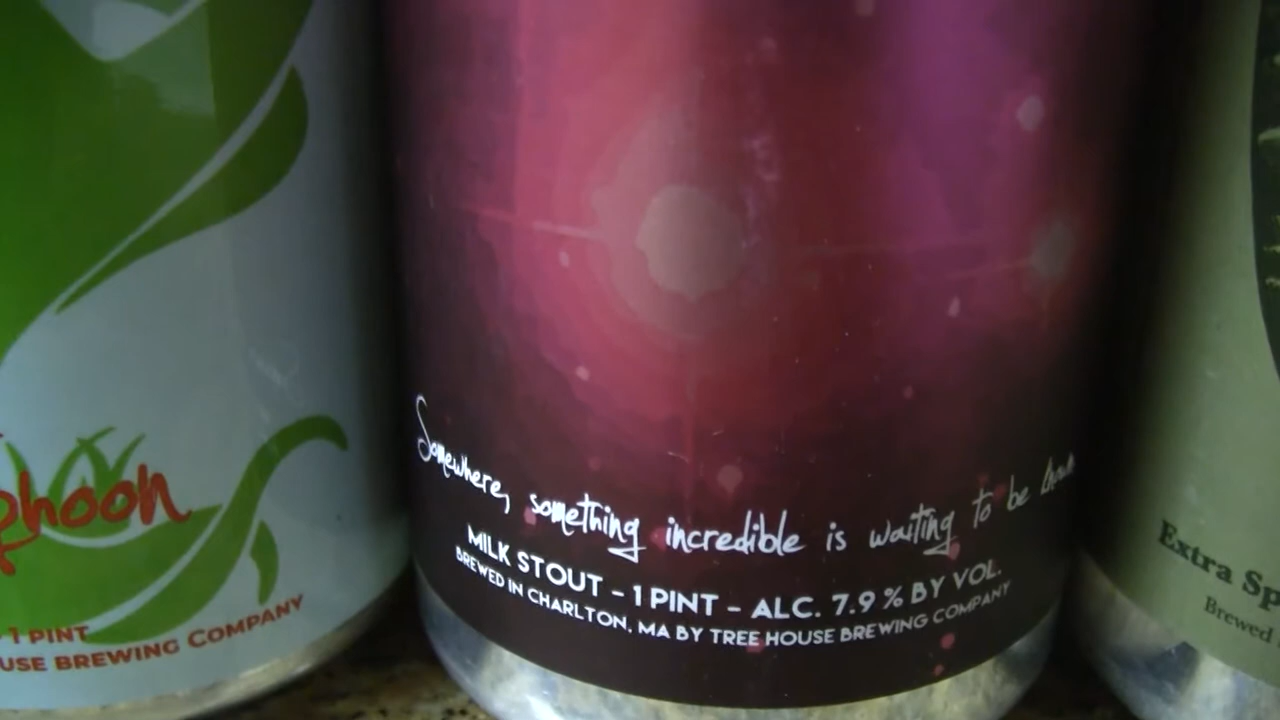 phoon
1 PINT
USE BREWING COMPANY
Somewhere, something incredible is waiting to be
MILK STOUT - 1 PINT - ALC. 7.9 % BY VOL.
BREWED IN CHARLTON, MA BY TREE HOUSE BREWING COMPANY
Extra Sp
Brewed